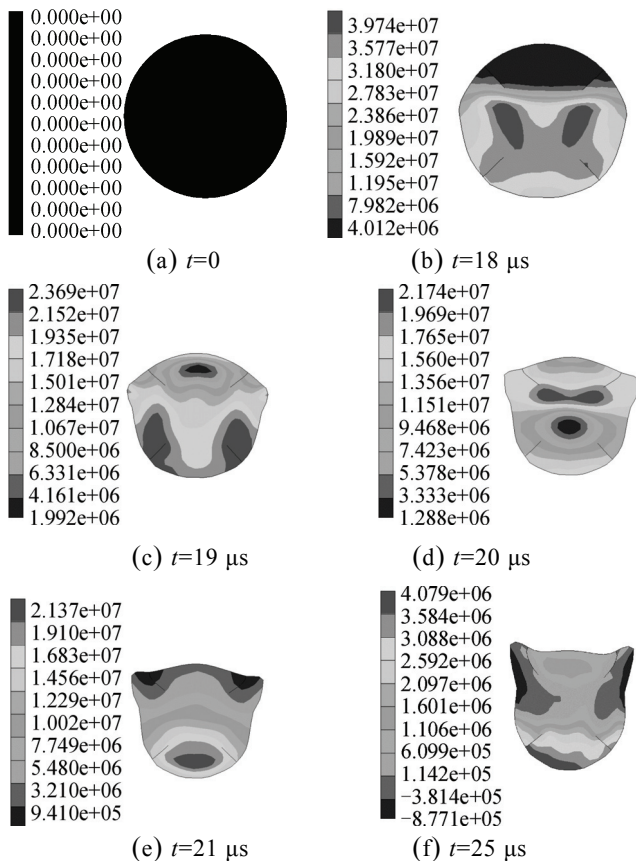 0.000e+00
0.000e+00
0.000e+00
0.000e+00
0.000e+00
0.000e+00
0.000e+00
0.000e+00
0.000e+00
0.000e+00
0.000e+00
(a) t=0
3.974e+07
3.577e+07
3.180e+07
2.783e+07
2.386e+07
1.989e+07
1.592e+07
1.195e+07
7.982e+06
4.012e+06
(b) t=18 μs
2.369e+07
2.152e+07
1.935e+07
1.718e+07
1.501e+07
1.284e+07
1.067e+07
8.500e+06
6.331e+06
4.161e+06
1.992e+06
(c) t=19 μs
2.174e+07
1.969e+07
1.765e+07
1.560e+07
1.356e+07
1.151e+07
9.468e+06
7.423e+06
5.378e+06
3.333e+06
1.288e+06
(d) t=20 μs
2.137e+07
1.910e+07
1.683e+07
1.456e+07
1.229e+07
1.002e+07
7.749e+06
5.480e+06
3.210e+06
9.410e+05
(e) t=21 μs
4.079e+06
3.584e+06
3.088e+06
2.592e+06
2.097e+06
1.601e+06
1.106e+06
6.099e+05
1.142e+05
−3.814e+05
−8.771e+05
(f) t=25 μs